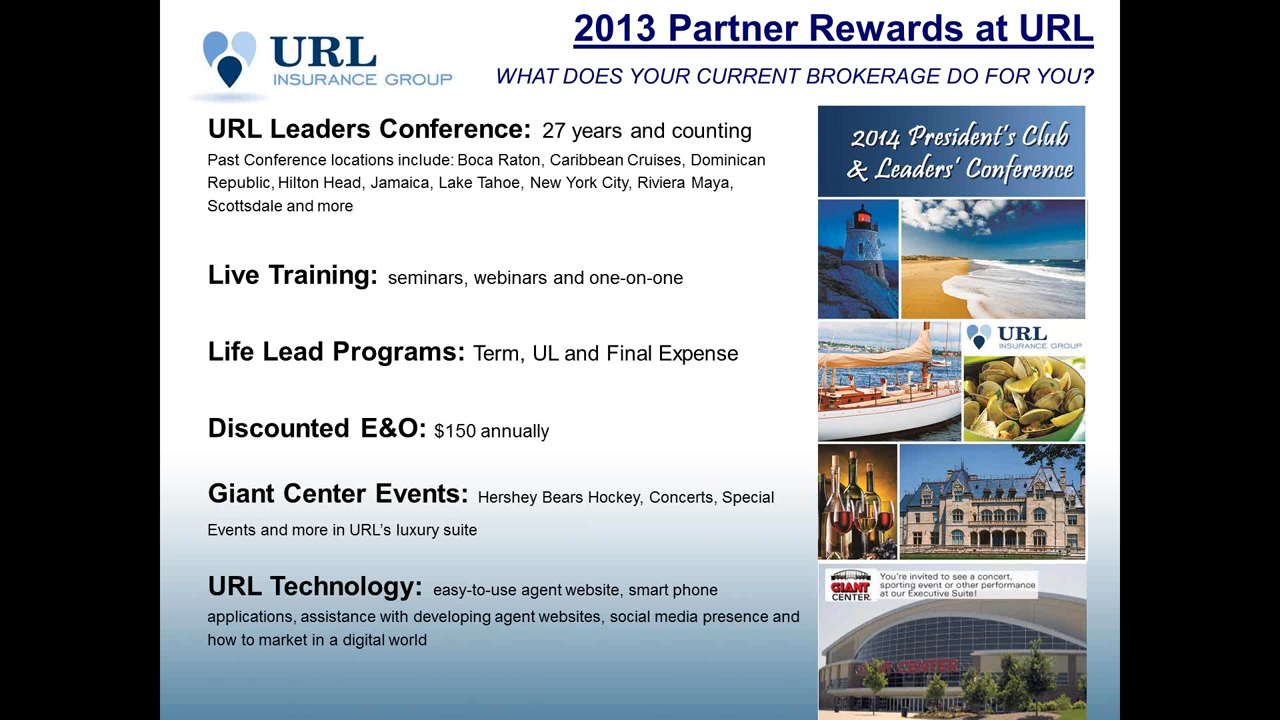 2013 Partner Rewards at URL
URL
INSURANCE GROUP
WHAT DOES YOUR CURRENT BROKERAGE DO FOR YOU?
URL Leaders Conference: 27 years and counting
Past Conference locations include: Boca Raton, Caribbean Cruises, Dominican
Republic, Hilton Head, Jamaica, Lake Tahoe, New York City, Riviera Maya,
Scottsdale and more
Live Training: seminars, webinars and one-on-one
Life Lead Programs: Term, UL and Final Expense
Discounted E&O: $150 annually
Giant Center Events: Hershey Bears Hockey, Concerts, Special
Events and more in URL’s luxury suite
URL Technology: easy-to-use agent website, smart phone
applications, assistance with developing agent websites, social media presence and
how to market in a digital world
2014 President's Club
& Leaders' Conference
URL
INSURANCE GROUP
GIANT
CENTER
You're invited to see a concert,
sporting event or other performance
at our Executive Suite!
CENTER